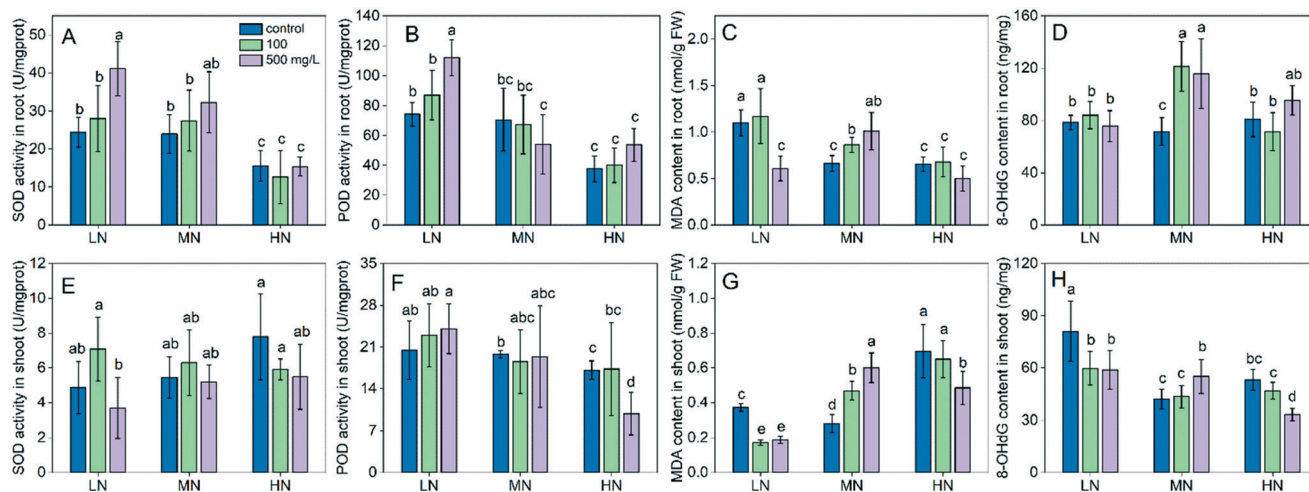 A
SOD activity in root (U/mgprot)
50
40
30
20
10
0
control
100
500 mg/L
b b a
b b ab
c c c
LN MN HN
B
POD activity in root (U/mgprot)
140
120
100
80
60
40
20
0
b b a
bc bc c
c c c
LN MN HN
C
MDA content in root (nmol/g FW)
2.0
1.5
1.0
0.5
0.0
a a c
c b ab
c c c
LN MN HN
D
8-OHdG content in root (ng/mg)
160
120
80
40
0
b b b
c a a
b b ab
LN MN HN
E
SOD activity in shoot (U/mgprot)
12
10
8
6
4
2
0
ab a b
ab ab ab
a a ab
LN MN HN
F
POD activity in shoot (U/mgprot)
35
28
21
14
7
0
ab ab a
b abc abc
c bc d
LN MN HN
G
MDA content in shoot (nmol/g FW)
1.2
1.0
0.8
0.6
0.4
0.2
0.0
c e e
d b a
a a b
LN MN HN
H
8-OHdG content in shoot (ng/mg)
120
90
60
30
0
a b b
c c b
bc c d
LN MN HN